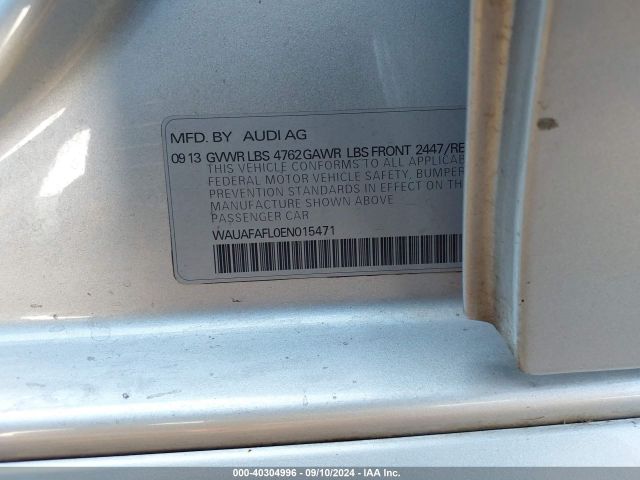 MFD. BY AUDI AG
09 13 GVWR LBS 4762 GAWR LBS FRONT 2447/RE
THIS VEHICLE CONFORMS TO ALL APPLICAB
FEDERAL MOTOR VEHICLE SAFETY, BUMPER
PREVENTION STANDARDS IN EFFECT ON TH
MANUFACTURE SHOWN ABOVE
PASSENGER CAR
WAUAFAFL0EN015471
000-40304996 - 09/10/2024 - IAA Inc.